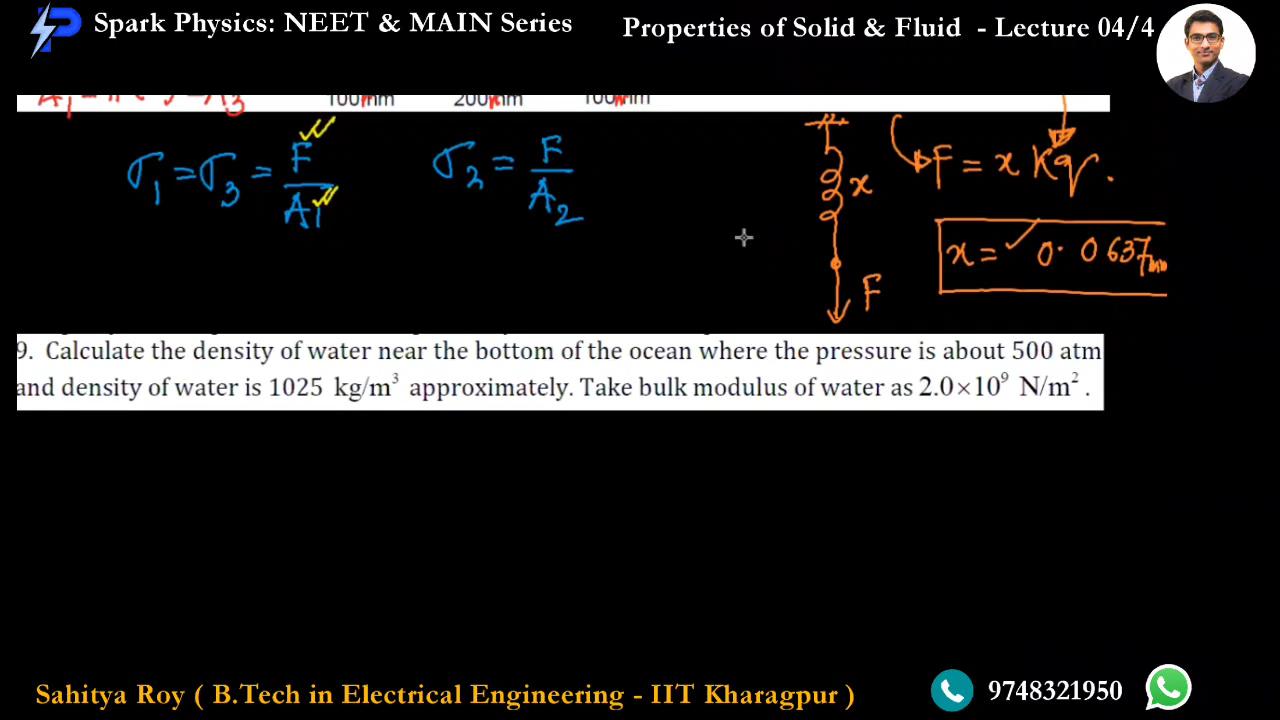 Spark Physics: NEET & MAIN Series
Properties of Solid & Fluid - Lecture 04/4
100mm 200mm 100mm
σ₁ = σ₃ = F/A1
σ₂ = F/A₂
x
F = x Keq.
x = 0.0637mm
F
9. Calculate the density of water near the bottom of the ocean where the pressure is about 500 atm
and density of water is 1025 kg/m³ approximately. Take bulk modulus of water as 2.0×10⁹ N/m².
Sahitya Roy ( B.Tech in Electrical Engineering - IIT Kharagpur )
9748321950